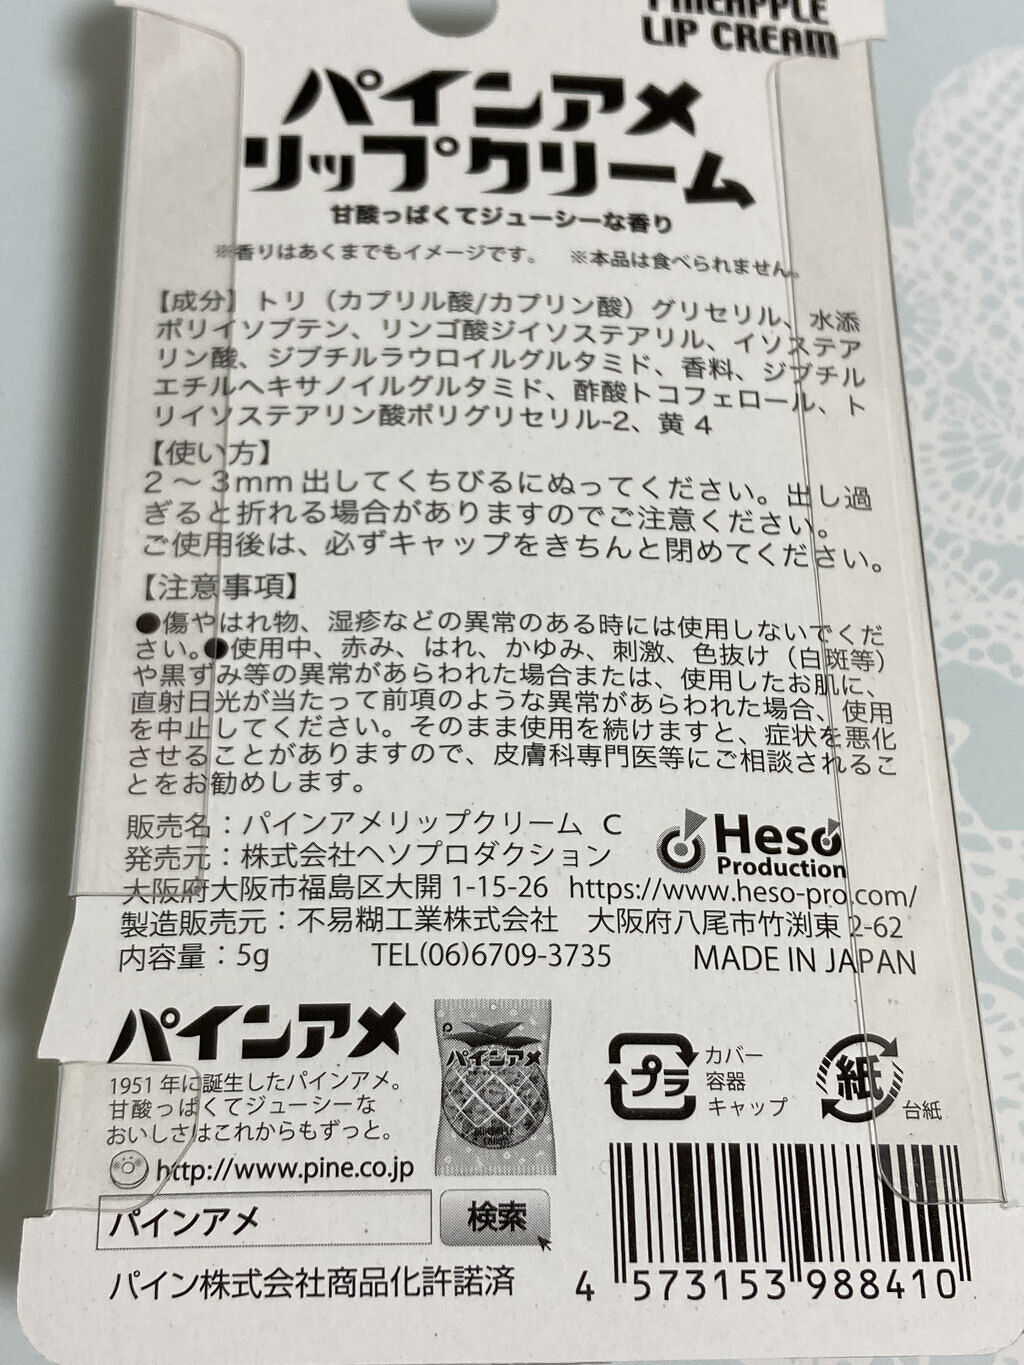 PINEAPPLE
LIP CREAM
パインアメ
リップクリーム
甘酸っぱくてジューシーな香り
※香りはあくまでもイメージです。 ※本品は食べられません。
【成分】トリ（カプリル酸/カプリン酸）グリセリル、水添
ポリイソブテン、リンゴ酸ジイソステアリル、イソステア
リン酸、ジブチルラウロイルグルタミド、香料、ジブチル
エチルヘキサノイルグルタミド、酢酸トコフェロール、ト
リイソステアリン酸ポリグリセリル-2、黄 4
【使い方】
2 〜 3mm 出してくちびるにぬってください。出し過
ぎると折れる場合がありますのでご注意ください。
ご使用後は、必ずキャップをきちんと閉めてください。
【注意事項】
●傷やはれ物、湿疹などの異常のある時には使用しないでくだ
さい。●使用中、赤み、はれ、かゆみ、刺激、色抜け（白斑等）
や黒ずみ等の異常があらわれた場合または、使用したお肌に、
直射日光が当たって前項のような異常があらわれた場合、使用
を中止してください。そのまま使用を続けますと、症状を悪化
させることがありますので、皮膚科専門医等にご相談されるこ
とをお勧めします。
販売名：パインアメリップクリーム C
発売元：株式会社ヘソプロダクション
Heso
Production
大阪府大阪市福島区大開 1-15-26 https://www.heso-pro.com/
製造販売元：不易糊工業株式会社 大阪府八尾市竹渕東 2-62
内容量：5g TEL(06)6709-3735 MADE IN JAPAN
パインアメ
1951 年に誕生したパインアメ。
甘酸っぱくてジューシーな
おいしさはこれからもずっと。
http://www.pine.co.jp
パインアメ 検索
パイン株式会社商品化許諾済
パインアメ
プラ
カバー
容器
キャップ
紙
台紙
4 573153 988410